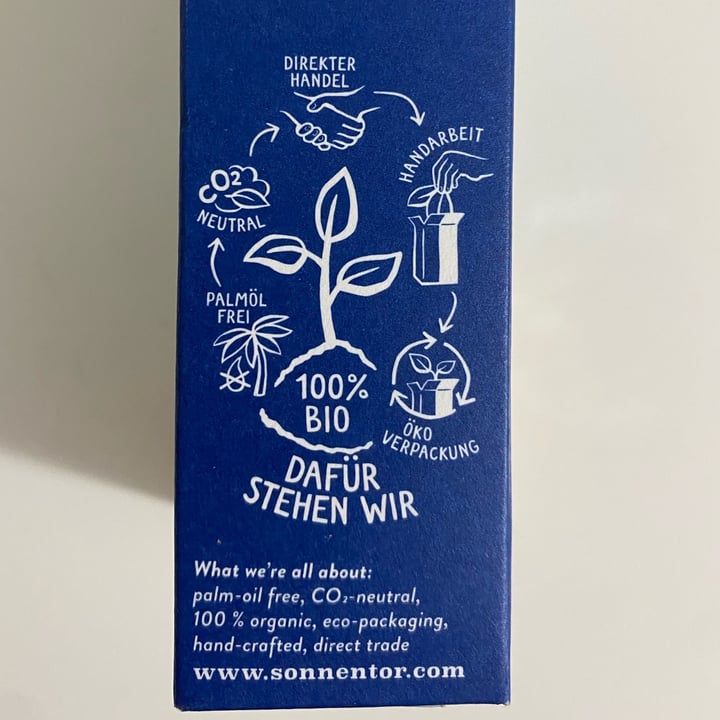 DIREKTER
HANDEL
HANDARBEIT
CO2
NEUTRAL
PALMÖL
FREI
100%
BIO
ÖKO
VERPACKUNG
DAFÜR
STEHEN WIR
What we're all about:
palm-oil free, CO₂-neutral,
100 % organic, eco-packaging,
hand-crafted, direct trade
www.sonnentor.com